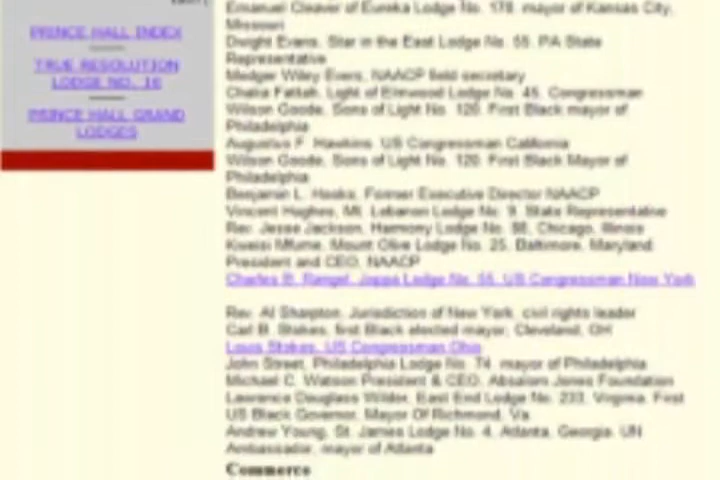 PRINCE HALL INDEX
TRUE RESOLUTION
LODGE NO. 16
PRINCE HALL GRAND
LODGES
Emanuel Cleaver of Eureka Lodge No. 178. mayor of Kansas City,
Missouri
Dwight Evans, Star in the East Lodge No. 55. PA State
Representative
Medger Wiley Evers, NAACP field secretary
Chaka Fattah, Light of Elmwood Lodge No. 45. Congressman
Wilson Goode, Sons of Light No. 120. First Black mayor of
Philadelphia
Augustus F. Hawkins. US Congressman California
Wilson Goode, Sons of Light No. 120. First Black Mayor of
Philadelphia
Benjamin L. Hooks, Former Executive Director NAACP
Vincent Hughes, Mt. Lebanon Lodge No. 9. State Representative
Rev. Jesse Jackson, Harmony Lodge No. 88, Chicago, Illinois
Kweisi Mfume, Mount Olive Lodge No. 25. Baltimore, Maryland
President and CEO, NAACP
Charles B. Rangel, Joppa Lodge No. 55, US Congressman New York
Rev. Al Sharpton, Jurisdiction of New York, civil rights leader
Carl B. Stokes, first Black elected mayor, Cleveland, OH
Louis Stokes, US Congressman Ohio
John Street, Philadelphia Lodge No. 74. mayor of Philadelphia
Michael C. Watson President & CEO, Absalom Jones Foundation
Lawrence Douglass Wilder, East End Lodge No. 233, Virginia. First
US Black Governor, Mayor Of Richmond, Va.
Andrew Young, St. James Lodge No. 4, Atlanta, Georgia. UN
Ambassador, mayor of Atlanta
Commerce